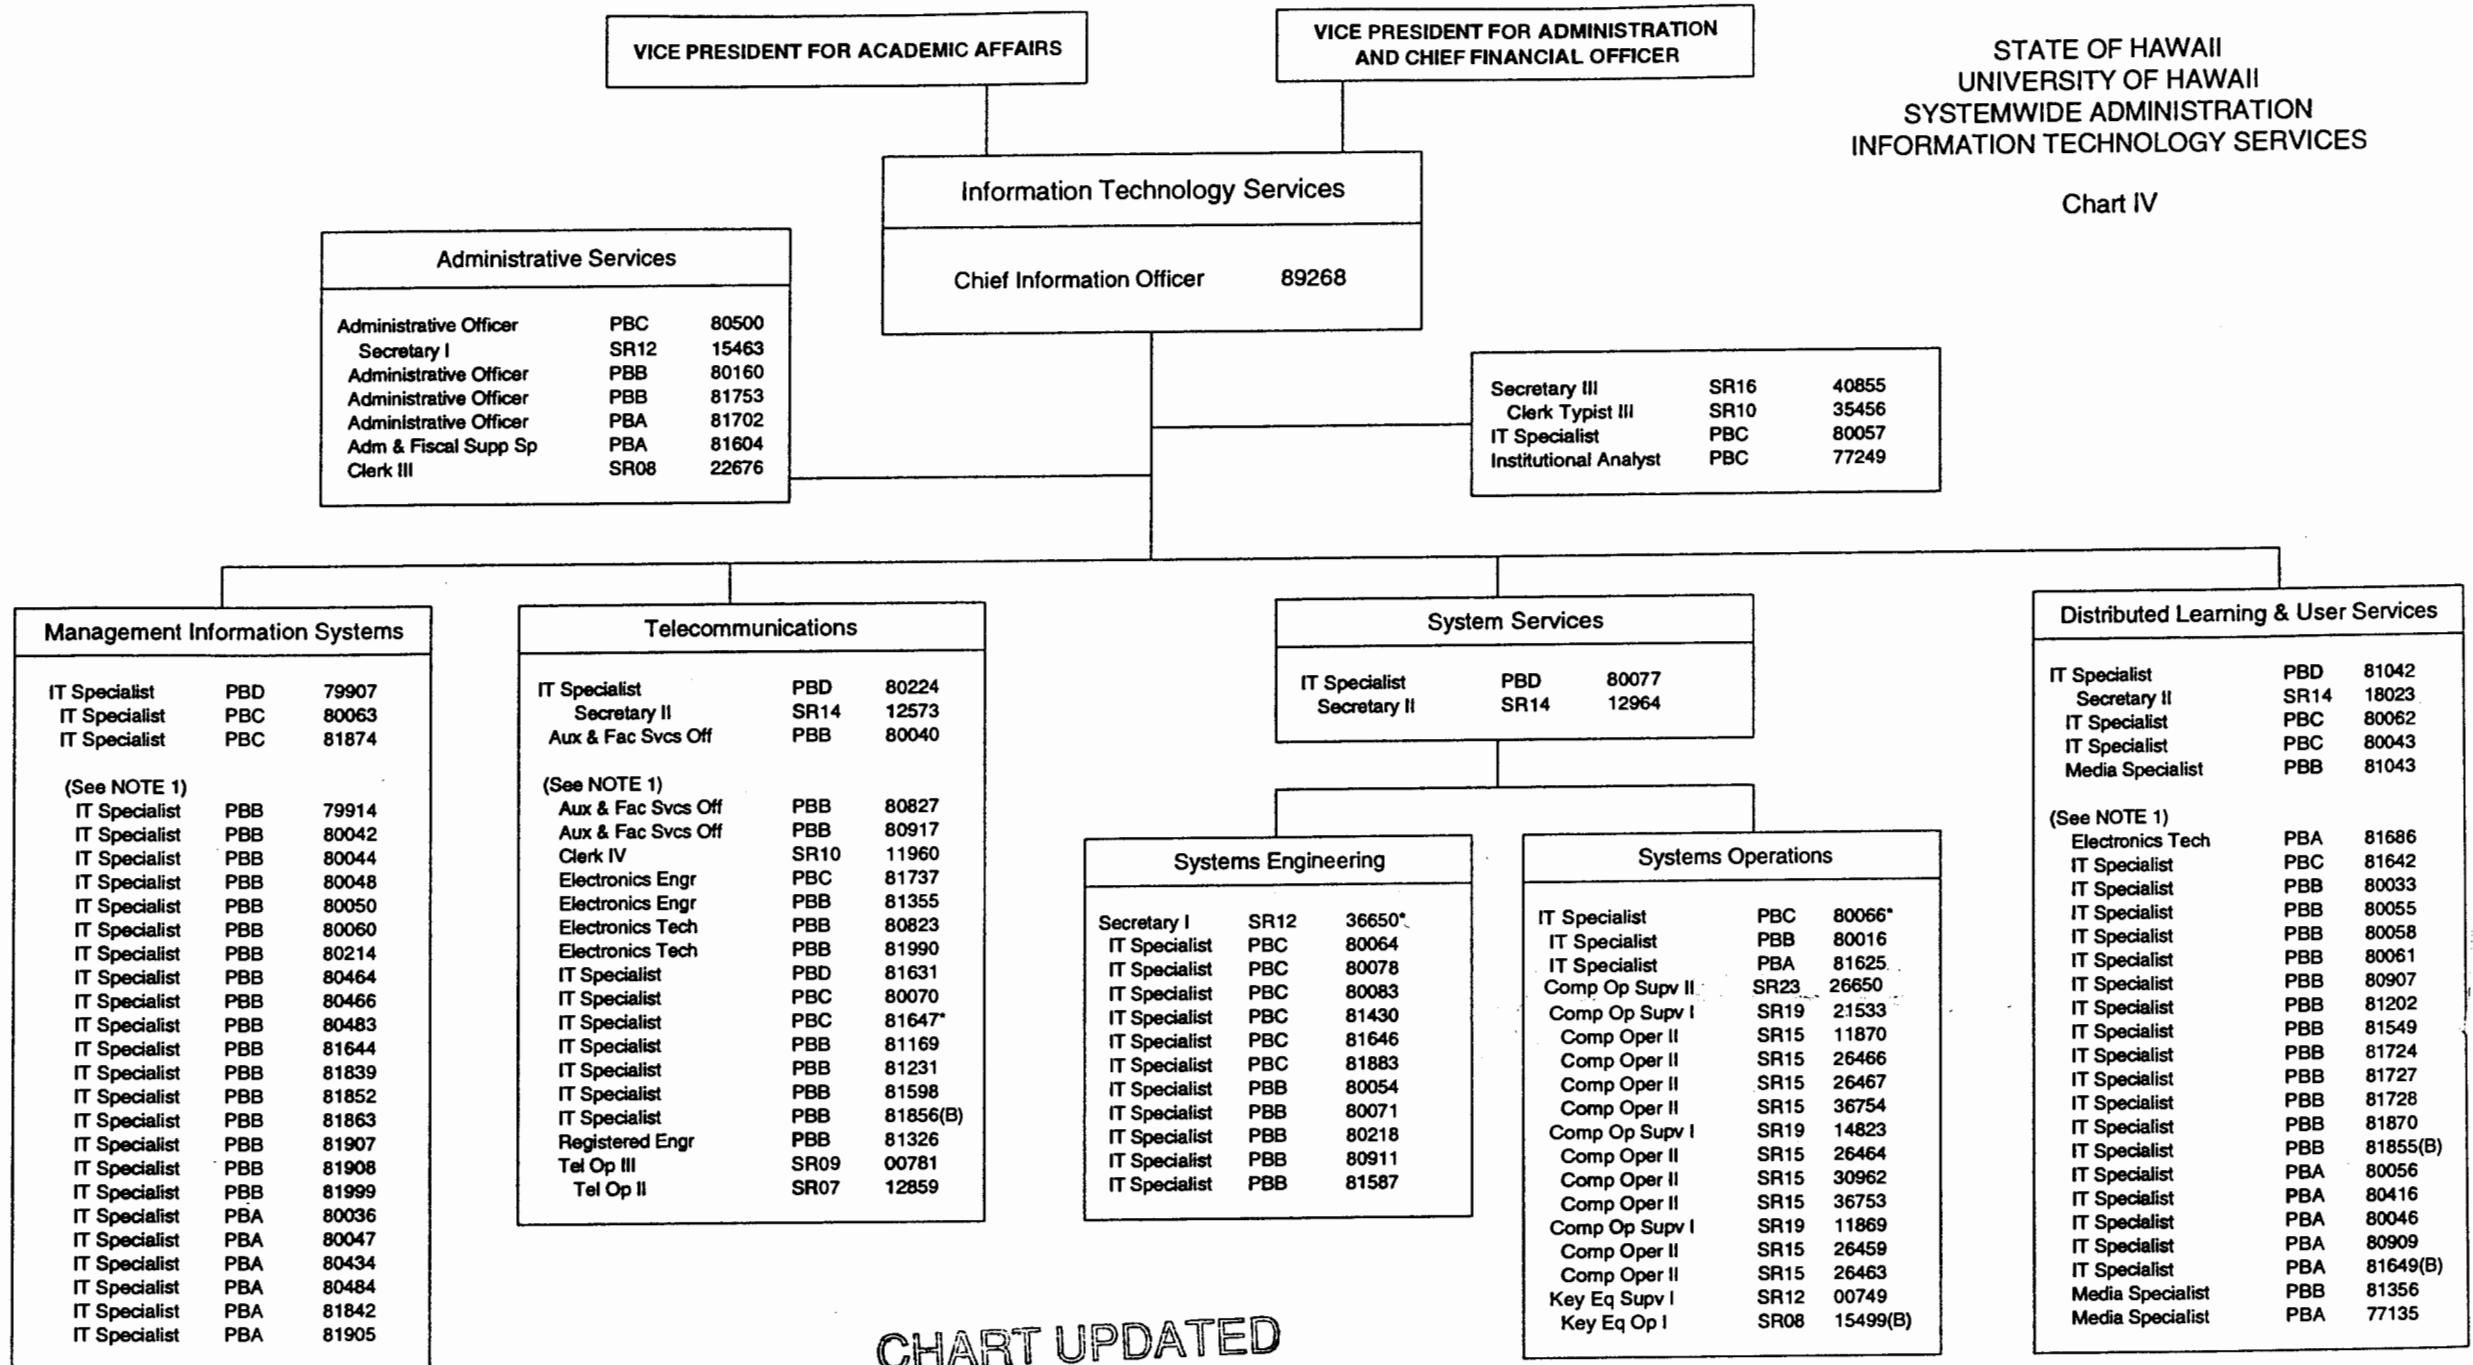 VICE PRESIDENT FOR ACADEMIC AFFAIRS
VICE PRESIDENT FOR ADMINISTRATION
AND CHIEF FINANCIAL OFFICER
STATE OF HAWAII
UNIVERSITY OF HAWAII
SYSTEMWIDE ADMINISTRATION
INFORMATION TECHNOLOGY SERVICES
Chart IV
Information Technology Services
Chief Information Officer 89268
Administrative Services
Administrative Officer PBC 80500
Secretary I SR12 15463
Administrative Officer PBB 80160
Administrative Officer PBB 81753
Administrative Officer PBA 81702
Adm & Fiscal Supp Sp PBA 81604
Clerk III SR08 22676
Secretary III SR16 40855
Clerk Typist III SR10 35456
IT Specialist PBC 80057
Institutional Analyst PBC 77249
Management Information Systems
IT Specialist PBD 79907
IT Specialist PBC 80063
IT Specialist PBC 81874
(See NOTE 1)
IT Specialist PBB 79914
IT Specialist PBB 80042
IT Specialist PBB 80044
IT Specialist PBB 80048
IT Specialist PBB 80050
IT Specialist PBB 80060
IT Specialist PBB 80214
IT Specialist PBB 80464
IT Specialist PBB 80466
IT Specialist PBB 80483
IT Specialist PBB 81644
IT Specialist PBB 81839
IT Specialist PBB 81852
IT Specialist PBB 81863
IT Specialist PBB 81907
IT Specialist PBB 81908
IT Specialist PBB 81999
IT Specialist PBA 80036
IT Specialist PBA 80047
IT Specialist PBA 80434
IT Specialist PBA 80484
IT Specialist PBA 81842
IT Specialist PBA 81905
Telecommunications
IT Specialist PBD 80224
Secretary II SR14 12573
Aux & Fac Svcs Off PBB 80040
(See NOTE 1)
Aux & Fac Svcs Off PBB 80827
Aux & Fac Svcs Off PBB 80917
Clerk IV SR10 11960
Electronics Engr PBC 81737
Electronics Engr PBB 81355
Electronics Tech PBB 80823
Electronics Tech PBB 81990
IT Specialist PBD 81631
IT Specialist PBC 80070
IT Specialist PBC 81647*
IT Specialist PBB 81169
IT Specialist PBB 81231
IT Specialist PBB 81598
IT Specialist PBB 81856(B)
Registered Engr PBB 81326
Tel Op III SR09 00781
Tel Op II SR07 12859
System Services
IT Specialist PBD 80077
Secretary II SR14 12964
Systems Engineering
Secretary I SR12 36650*
IT Specialist PBC 80064
IT Specialist PBC 80078
IT Specialist PBC 80083
IT Specialist PBC 81430
IT Specialist PBC 81646
IT Specialist PBC 81883
IT Specialist PBB 80054
IT Specialist PBB 80071
IT Specialist PBB 80218
IT Specialist PBB 80911
IT Specialist PBB 81587
Systems Operations
IT Specialist PBC 80066*
IT Specialist PBB 80016
IT Specialist PBA 81625
Comp Op Supv II SR23 26650
Comp Op Supv I SR19 21533
Comp Oper II SR15 11870
Comp Oper II SR15 26466
Comp Oper II SR15 26467
Comp Oper II SR15 36754
Comp Op Supv I SR19 14823
Comp Oper II SR15 26464
Comp Oper II SR15 30962
Comp Oper II SR15 36753
Comp Op Supv I SR19 11869
Comp Oper II SR15 26459
Comp Oper II SR15 26463
Key Eq Supv I SR12 00749
Key Eq Op I SR08 15499(B)
Distributed Learning & User Services
IT Specialist PBD 81042
Secretary II SR14 18023
IT Specialist PBC 80062
IT Specialist PBC 80043
Media Specialist PBB 81043
(See NOTE 1)
Electronics Tech PBA 81686
IT Specialist PBC 81642
IT Specialist PBB 80033
IT Specialist PBB 80055
IT Specialist PBB 80058
IT Specialist PBB 80061
IT Specialist PBB 80907
IT Specialist PBB 81202
IT Specialist PBB 81549
IT Specialist PBB 81724
IT Specialist PBB 81727
IT Specialist PBB 81728
IT Specialist PBB 81870
IT Specialist PBB 81855(B)
IT Specialist PBA 80056
IT Specialist PBA 80416
IT Specialist PBA 80046
IT Specialist PBA 80909
IT Specialist PBA 81649(B)
Media Specialist PBB 81356
Media Specialist PBA 77135
CHART UPDATED